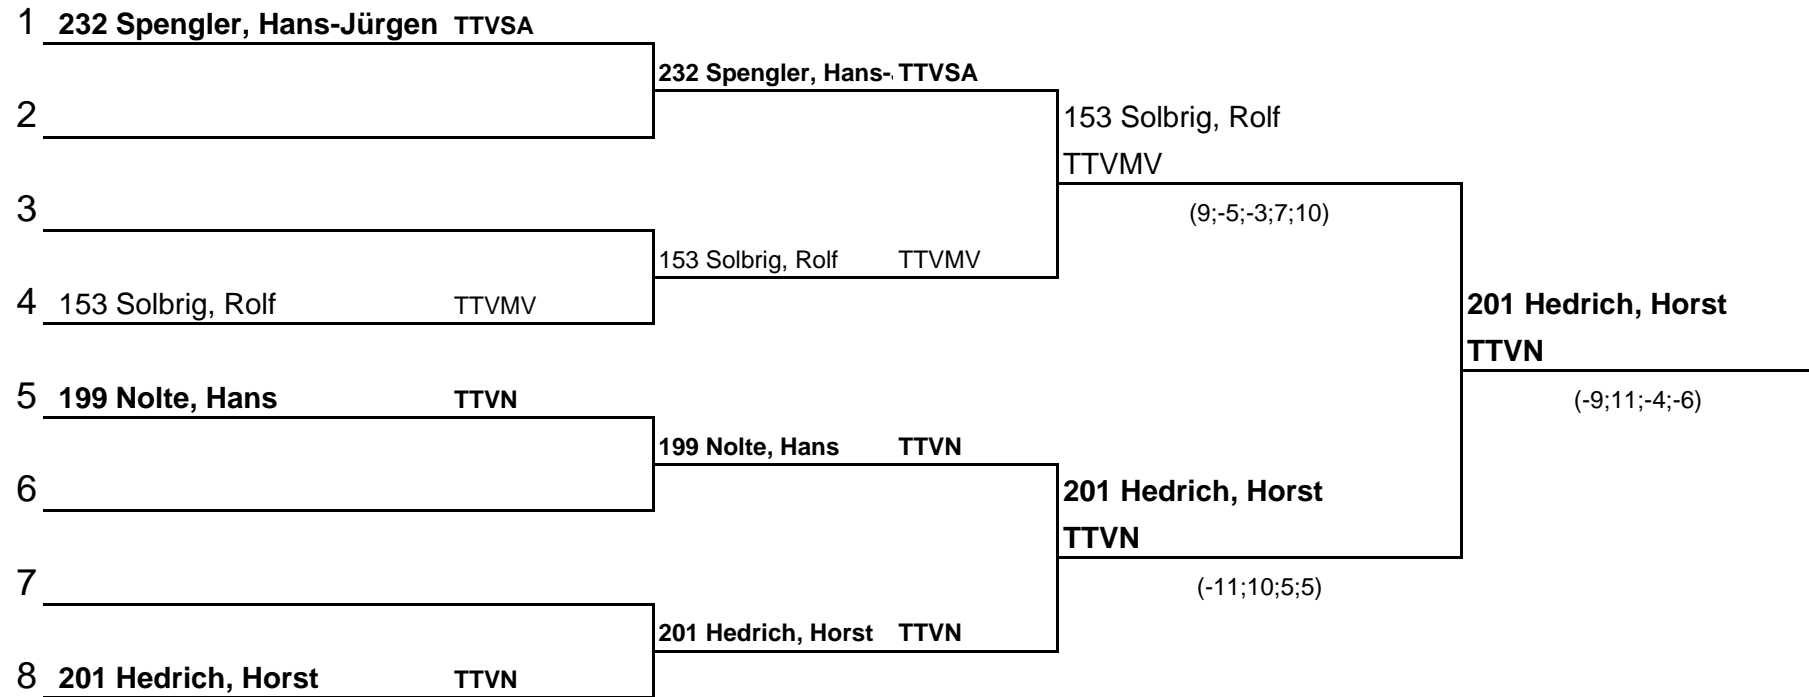 1 232 Spengler, Hans-Jürgen TTVSA
232 Spengler, Hans- TTVSA
2
153 Solbrig, Rolf
TTVMV
3
(9;-5;-3;7;10)
153 Solbrig, Rolf TTVMV
4 153 Solbrig, Rolf TTVMV
201 Hedrich, Horst
TTVN
5 199 Nolte, Hans TTVN
(-9;11;-4;-6)
199 Nolte, Hans TTVN
6
201 Hedrich, Horst
TTVN
7
(-11;10;5;5)
201 Hedrich, Horst TTVN
8 201 Hedrich, Horst TTVN